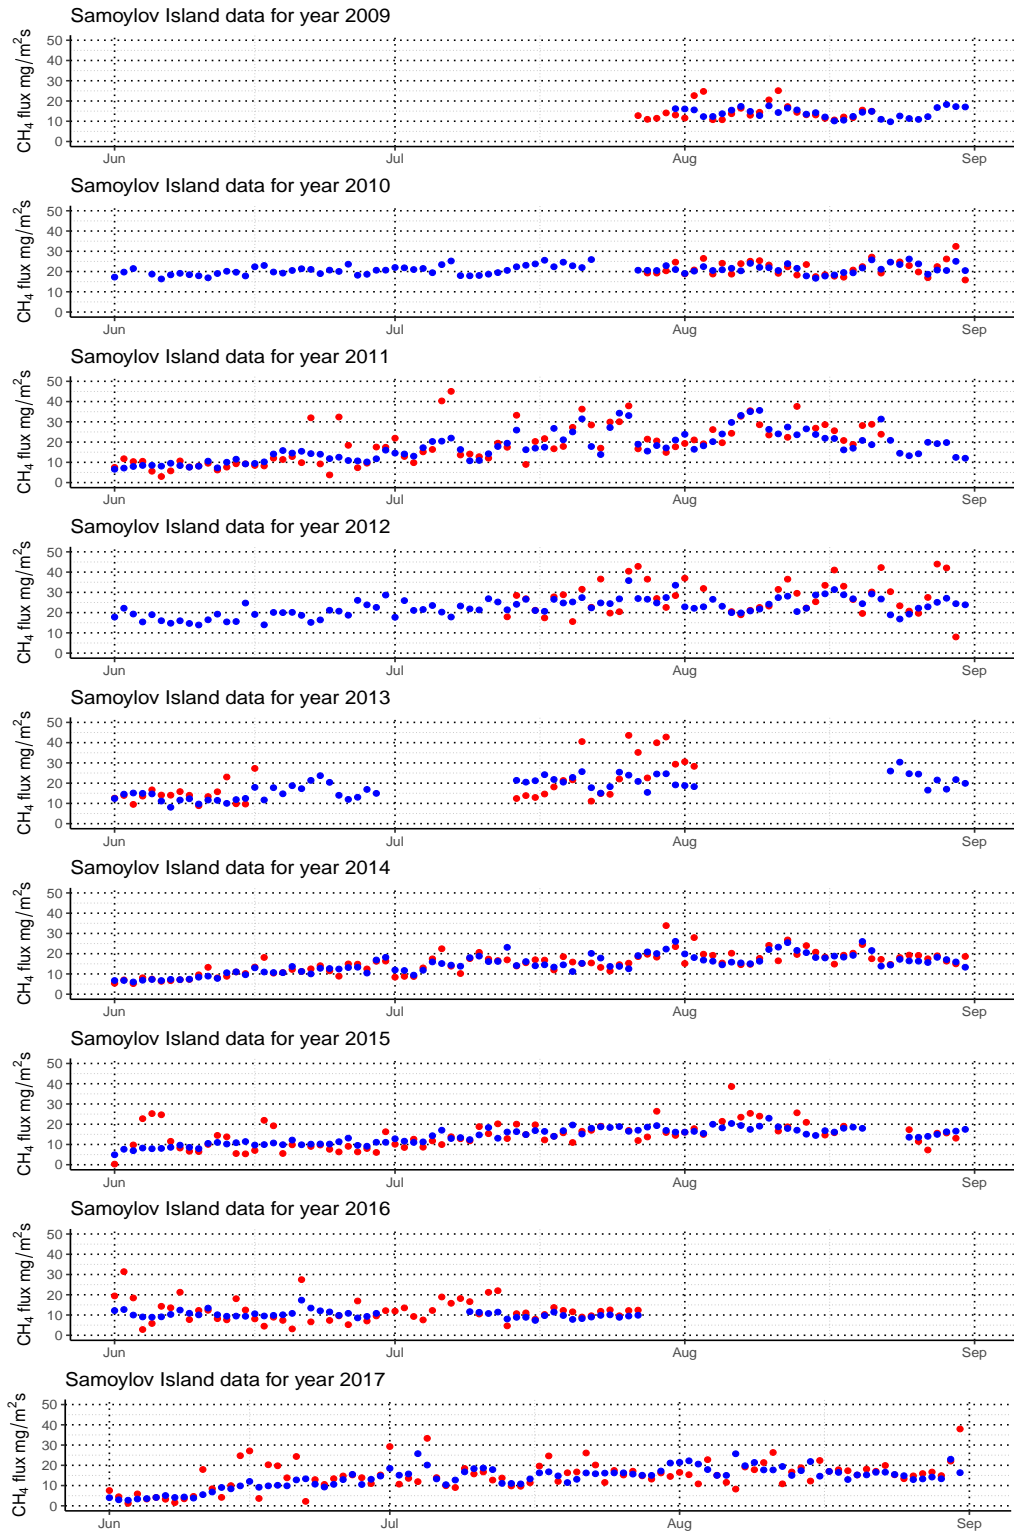 Samoylov Island data for year 2009
CH₄ flux mg/m²s
50
40
30
20
10
0
Jun Jul Aug Sep
Samoylov Island data for year 2010
CH₄ flux mg/m²s
50
40
30
20
10
0
Jun Jul Aug Sep
Samoylov Island data for year 2011
CH₄ flux mg/m²s
50
40
30
20
10
0
Jun Jul Aug Sep
Samoylov Island data for year 2012
CH₄ flux mg/m²s
50
40
30
20
10
0
Jun Jul Aug Sep
Samoylov Island data for year 2013
CH₄ flux mg/m²s
50
40
30
20
10
0
Jun Jul Aug Sep
Samoylov Island data for year 2014
CH₄ flux mg/m²s
50
40
30
20
10
0
Jun Jul Aug Sep
Samoylov Island data for year 2015
CH₄ flux mg/m²s
50
40
30
20
10
0
Jun Jul Aug Sep
Samoylov Island data for year 2016
CH₄ flux mg/m²s
50
40
30
20
10
0
Jun Jul Aug Sep
Samoylov Island data for year 2017
CH₄ flux mg/m²s
50
40
30
20
10
0
Jun Jul Aug Sep